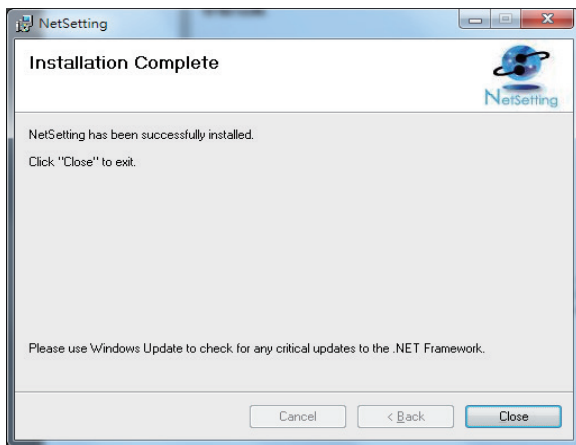 NetSetting
Installation Complete
NetSetting
NetSetting has been successfully installed.
Click "Close" to exit.
Please use Windows Update to check for any critical updates to the .NET Framework.
Cancel
< Back
Close